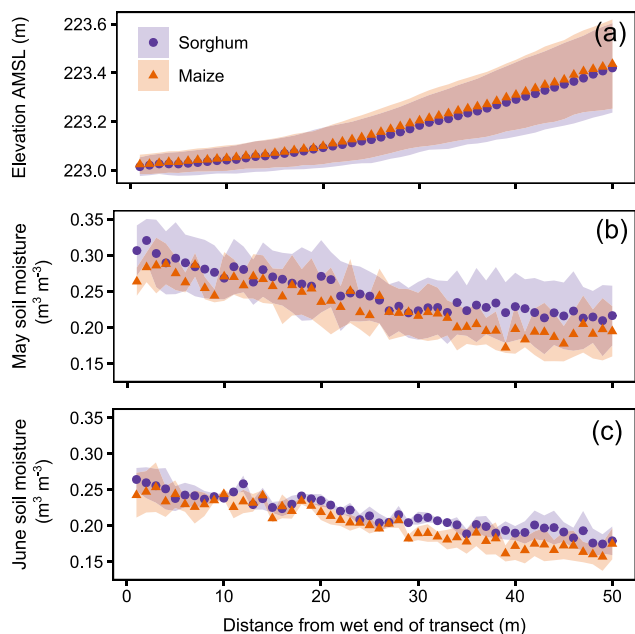 223.6
223.4
223.2
223.0
Elevation AMSL (m)
Sorghum
Maize
(a)
0.35
0.30
0.25
0.20
0.15
May soil moisture
(m³ m⁻³)
(b)
0.35
0.30
0.25
0.20
0.15
June soil moisture
(m³ m⁻³)
(c)
0 10 20 30 40 50
Distance from wet end of transect (m)